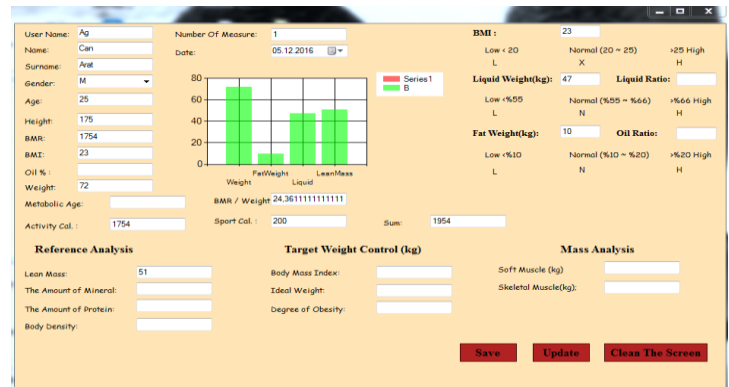 User Name: Ag
Number Of Measure: 1
BMI : 23
Name: Can
Date: 05.12.2016
Low < 20 Normal (20 ~ 25) >25 High
Surname: Arat
L X H
Gender: M
Series1
B
Liquid Weight(kg): 47 Liquid Ratio:
Age: 25
Low <%55 Normal (%55 ~ %66) >%66 High
L N H
Height: 175
BMR: 1754
Fat Weight(kg): 10 Oil Ratio:
BMI: 23
Low <%10 Normal (%10 ~ %20) >%20 High
Oil % :
L N H
Weight: 72
80
60
40
20
0
Weight FatWeight Liquid LeanMass
Metabolic Age:
BMR / Weight 24,3611111111111
Activity Cal. : 1754
Sport Cal. : 200
Sum: 1954
Reference Analysis
Target Weight Control (kg)
Mass Analysis
Lean Mass: 51
Body Mass Index:
Soft Muscle (kg)
The Amount of Mineral:
Ideal Weight:
Skeletal Muscle(kg);
The Amount of Protein:
Degree of Obesity:
Body Density:
Save Update Clean The Screen